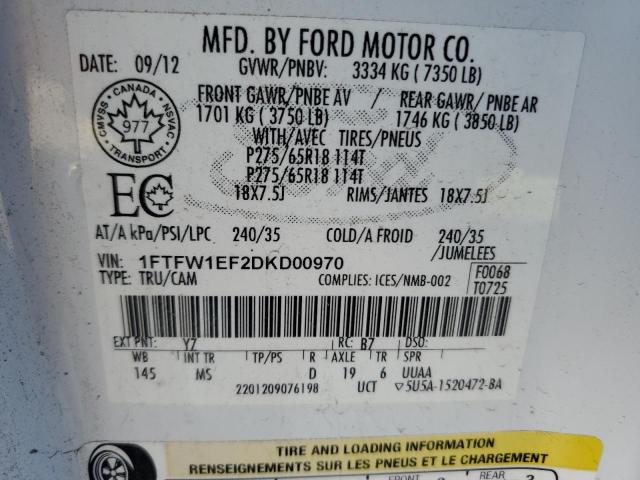 MFD. BY FORD MOTOR CO.
DATE: 09/12 GVWR/PNBV: 3334 KG ( 7350 LB)
FRONT GAWR/PNBE AV REAR GAWR/ PNBE AR
1701 KG ( 3750 LB) 1746 KG ( 3850 LB)
WITH/AVEC TIRES/PNEUS
P275/65R18 114T
P275/65R18 114T
18X7.5J RIMS/JANTES 18X7.5J
CMVSS CANADA NSVAC
977
TRANSPORT
EC
AT/A kPa/PSI/LPC 240/35 COLD/A FROID 240/35
/JUMELEES
VIN: 1FTFW1EF2DKD00970
F0068
TYPE: TRU/CAM COMPLIES: ICES/NMB-002
T0725
EXT PNT: Y7 RC: B7 DSO:
WB INT TR TP/PS R AXLE TR SPR
145 MS D 19 6 UUAA
2201209076198 UCT ▽5U5A-1520472-BA
TIRE AND LOADING INFORMATION
RENSEIGNEMENTS SUR LES PNEUS ET LE CHARGEMENT
FRONT REAR